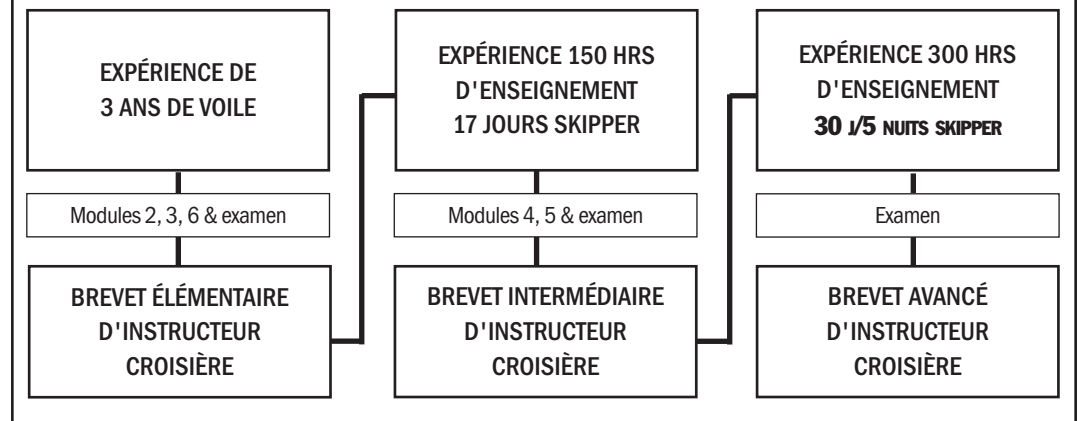 EXPÉRIENCE DE
3 ANS DE VOILE
Modules 2, 3, 6 & examen
BREVET ÉLÉMENTAIRE
D'INSTRUCTEUR
CROISIÈRE
EXPÉRIENCE 150 HRS
D'ENSEIGNEMENT
17 JOURS SKIPPER
Modules 4, 5 & examen
BREVET INTERMÉDIAIRE
D'INSTRUCTEUR
CROISIÈRE
EXPÉRIENCE 300 HRS
D'ENSEIGNEMENT
30 J/5 NUITS SKIPPER
Examen
BREVET AVANCÉ
D'INSTRUCTEUR
CROISIÈRE